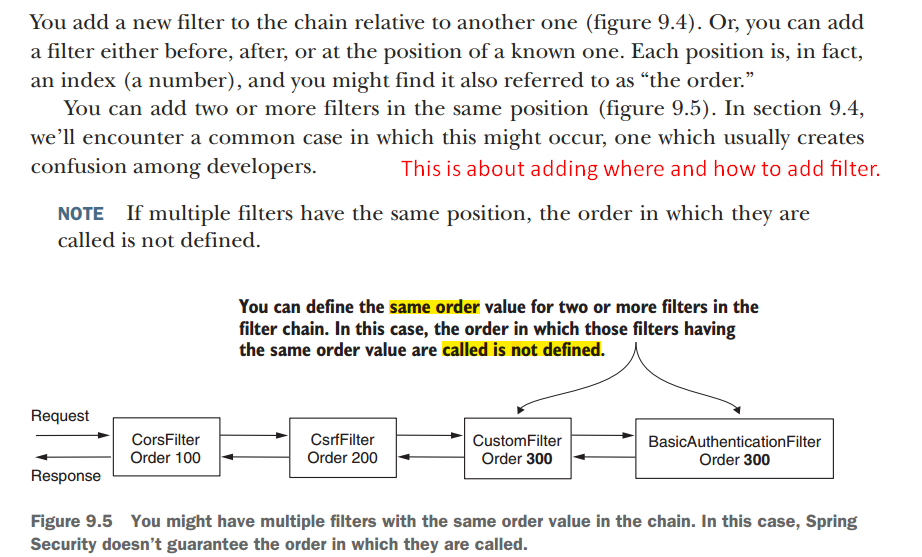 You add a new filter to the chain relative to another one (figure 9.4). Or, you can add
a filter either before, after, or at the position of a known one. Each position is, in fact,
an index (a number), and you might find it also referred to as “the order.”
You can add two or more filters in the same position (figure 9.5). In section 9.4,
we’ll encounter a common case in which this might occur, one which usually creates
confusion among developers.
This is about adding where and how to add filter.
NOTE If multiple filters have the same position, the order in which they are
called is not defined.
You can define the same order value for two or more filters in the
filter chain. In this case, the order in which those filters having
the same order value are called is not defined.
Request
Response
CorsFilter
Order 100
CsrfFilter
Order 200
CustomFilter
Order 300
BasicAuthenticationFilter
Order 300
Figure 9.5 You might have multiple filters with the same order value in the chain. In this case, Spring
Security doesn’t guarantee the order in which they are called.